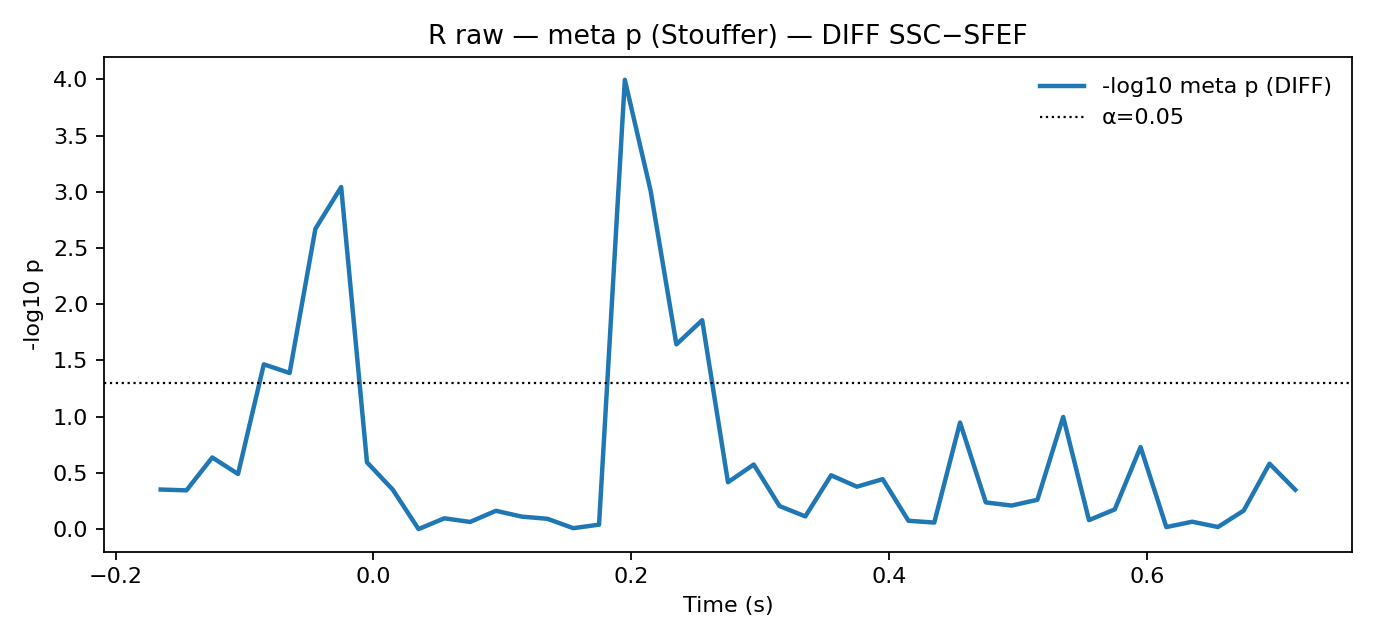 R raw — meta p (Stouffer) — DIFF SSC−SFEF
-log10 meta p (DIFF)
α=0.05
-log10 p
4.0
3.5
3.0
2.5
2.0
1.5
1.0
0.5
0.0
−0.2
0.0
0.2
0.4
0.6
Time (s)